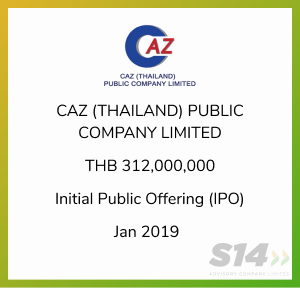 CAZ
CAZ (THAILAND)
PUBLIC COMPANY LIMITED
CAZ (THAILAND) PUBLIC
COMPANY LIMITED
THB 312,000,000
Initial Public Offering (IPO)
Jan 2019
S14
ADVISORY COMPANY LIMITED